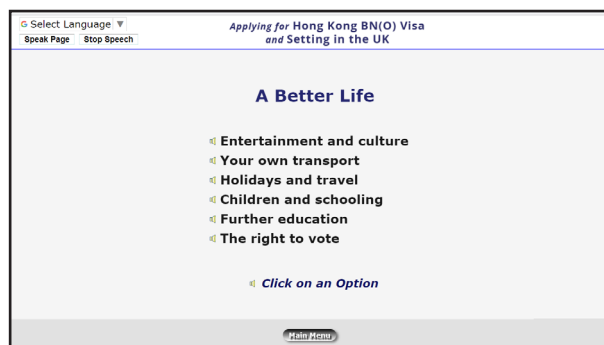 G Select Language ▼
Speak Page Stop Speech
Applying for Hong Kong BN(O) Visa
and Setting in the UK
A Better Life
Entertainment and culture
Your own transport
Holidays and travel
Children and schooling
Further education
The right to vote
Click on an Option
Main Menu